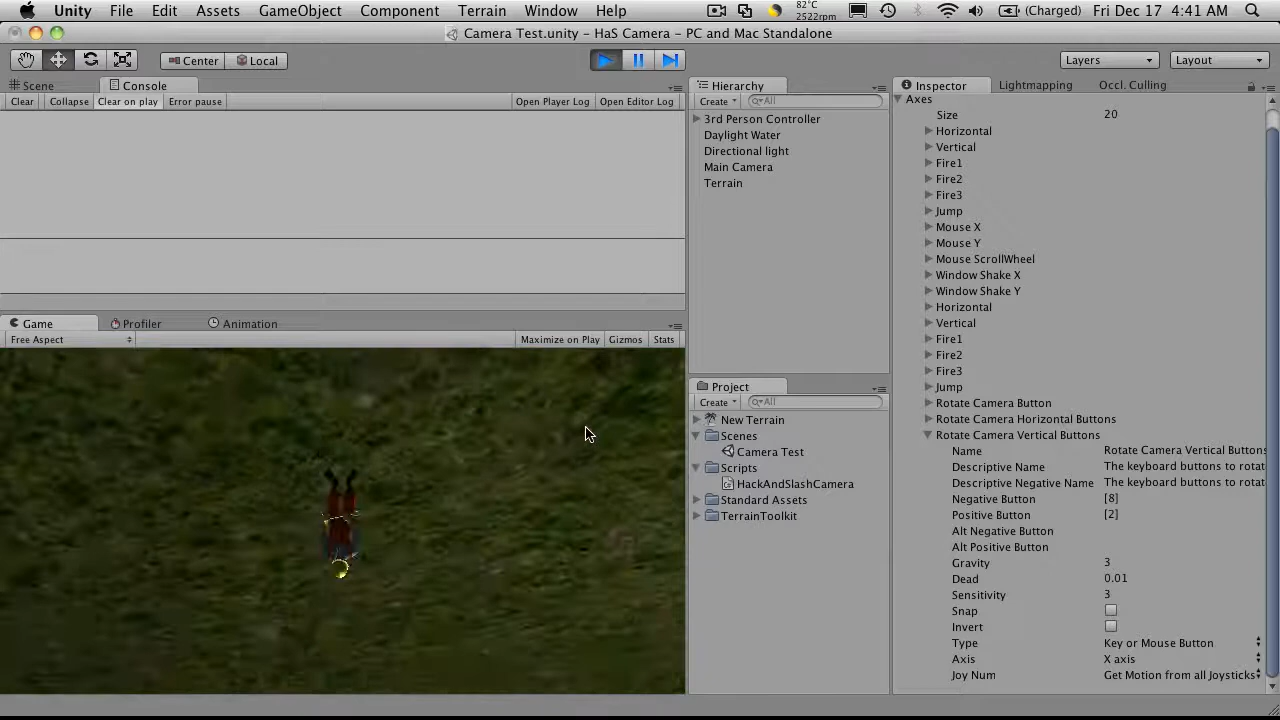 Unity File Edit Assets GameObject Component Terrain Window Help 82°C 2522rpm (Charged) Fri Dec 17 4:41 AM
Camera Test.unity – HaS Camera – PC and Mac Standalone
Center Local Layers Layout
Scene Console
Clear Collapse Clear on play Error pause Open Player Log Open Editor Log
Game Profiler Animation
Free Aspect Maximize on Play Gizmos Stats
Hierarchy
Create All
3rd Person Controller
Daylight Water
Directional light
Main Camera
Terrain
Project
Create All
New Terrain
Scenes
Camera Test
Scripts
HackAndSlashCamera
Standard Assets
TerrainToolkit
Inspector Lightmapping Occl. Culling
Axes
Size 20
Horizontal
Vertical
Fire1
Fire2
Fire3
Jump
Mouse X
Mouse Y
Mouse ScrollWheel
Window Shake X
Window Shake Y
Horizontal
Vertical
Fire1
Fire2
Fire3
Jump
Rotate Camera Button
Rotate Camera Horizontal Buttons
Rotate Camera Vertical Buttons
Name Rotate Camera Vertical Buttons
Descriptive Name The keyboard buttons to rotat
Descriptive Negative Name The keyboard buttons to rotat
Negative Button [8]
Positive Button [2]
Alt Negative Button
Alt Positive Button
Gravity 3
Dead 0.01
Sensitivity 3
Snap
Invert
Type Key or Mouse Button
Axis X axis
Joy Num Get Motion from all Joysticks